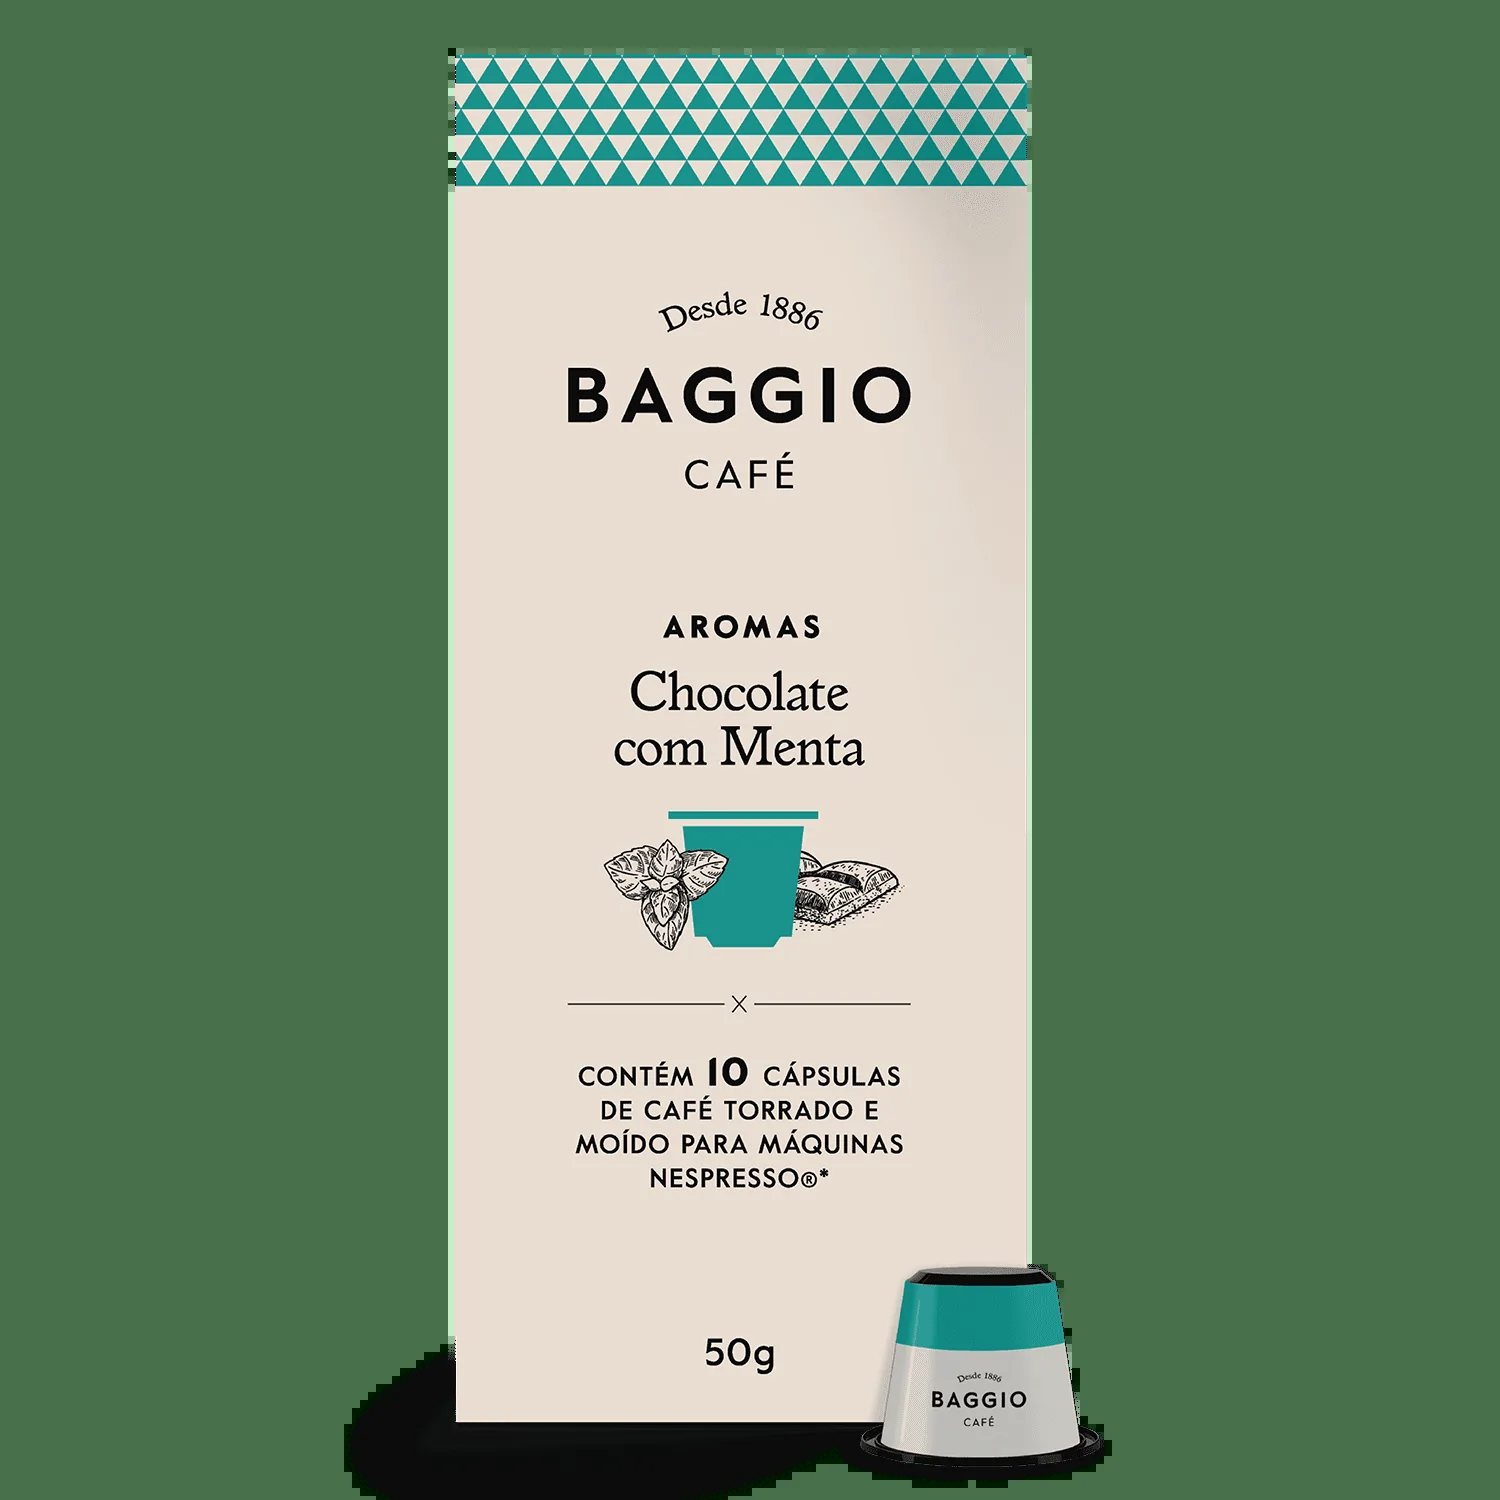 Desde 1886
BAGGIO
CAFÉ
AROMAS
Chocolate
com Menta
X
CONTÉM 10 CÁPSULAS
DE CAFÉ TORRADO E
MOÍDO PARA MÁQUINAS
NESPRESSO®*
50g
Desde 1886
BAGGIO
CAFÉ